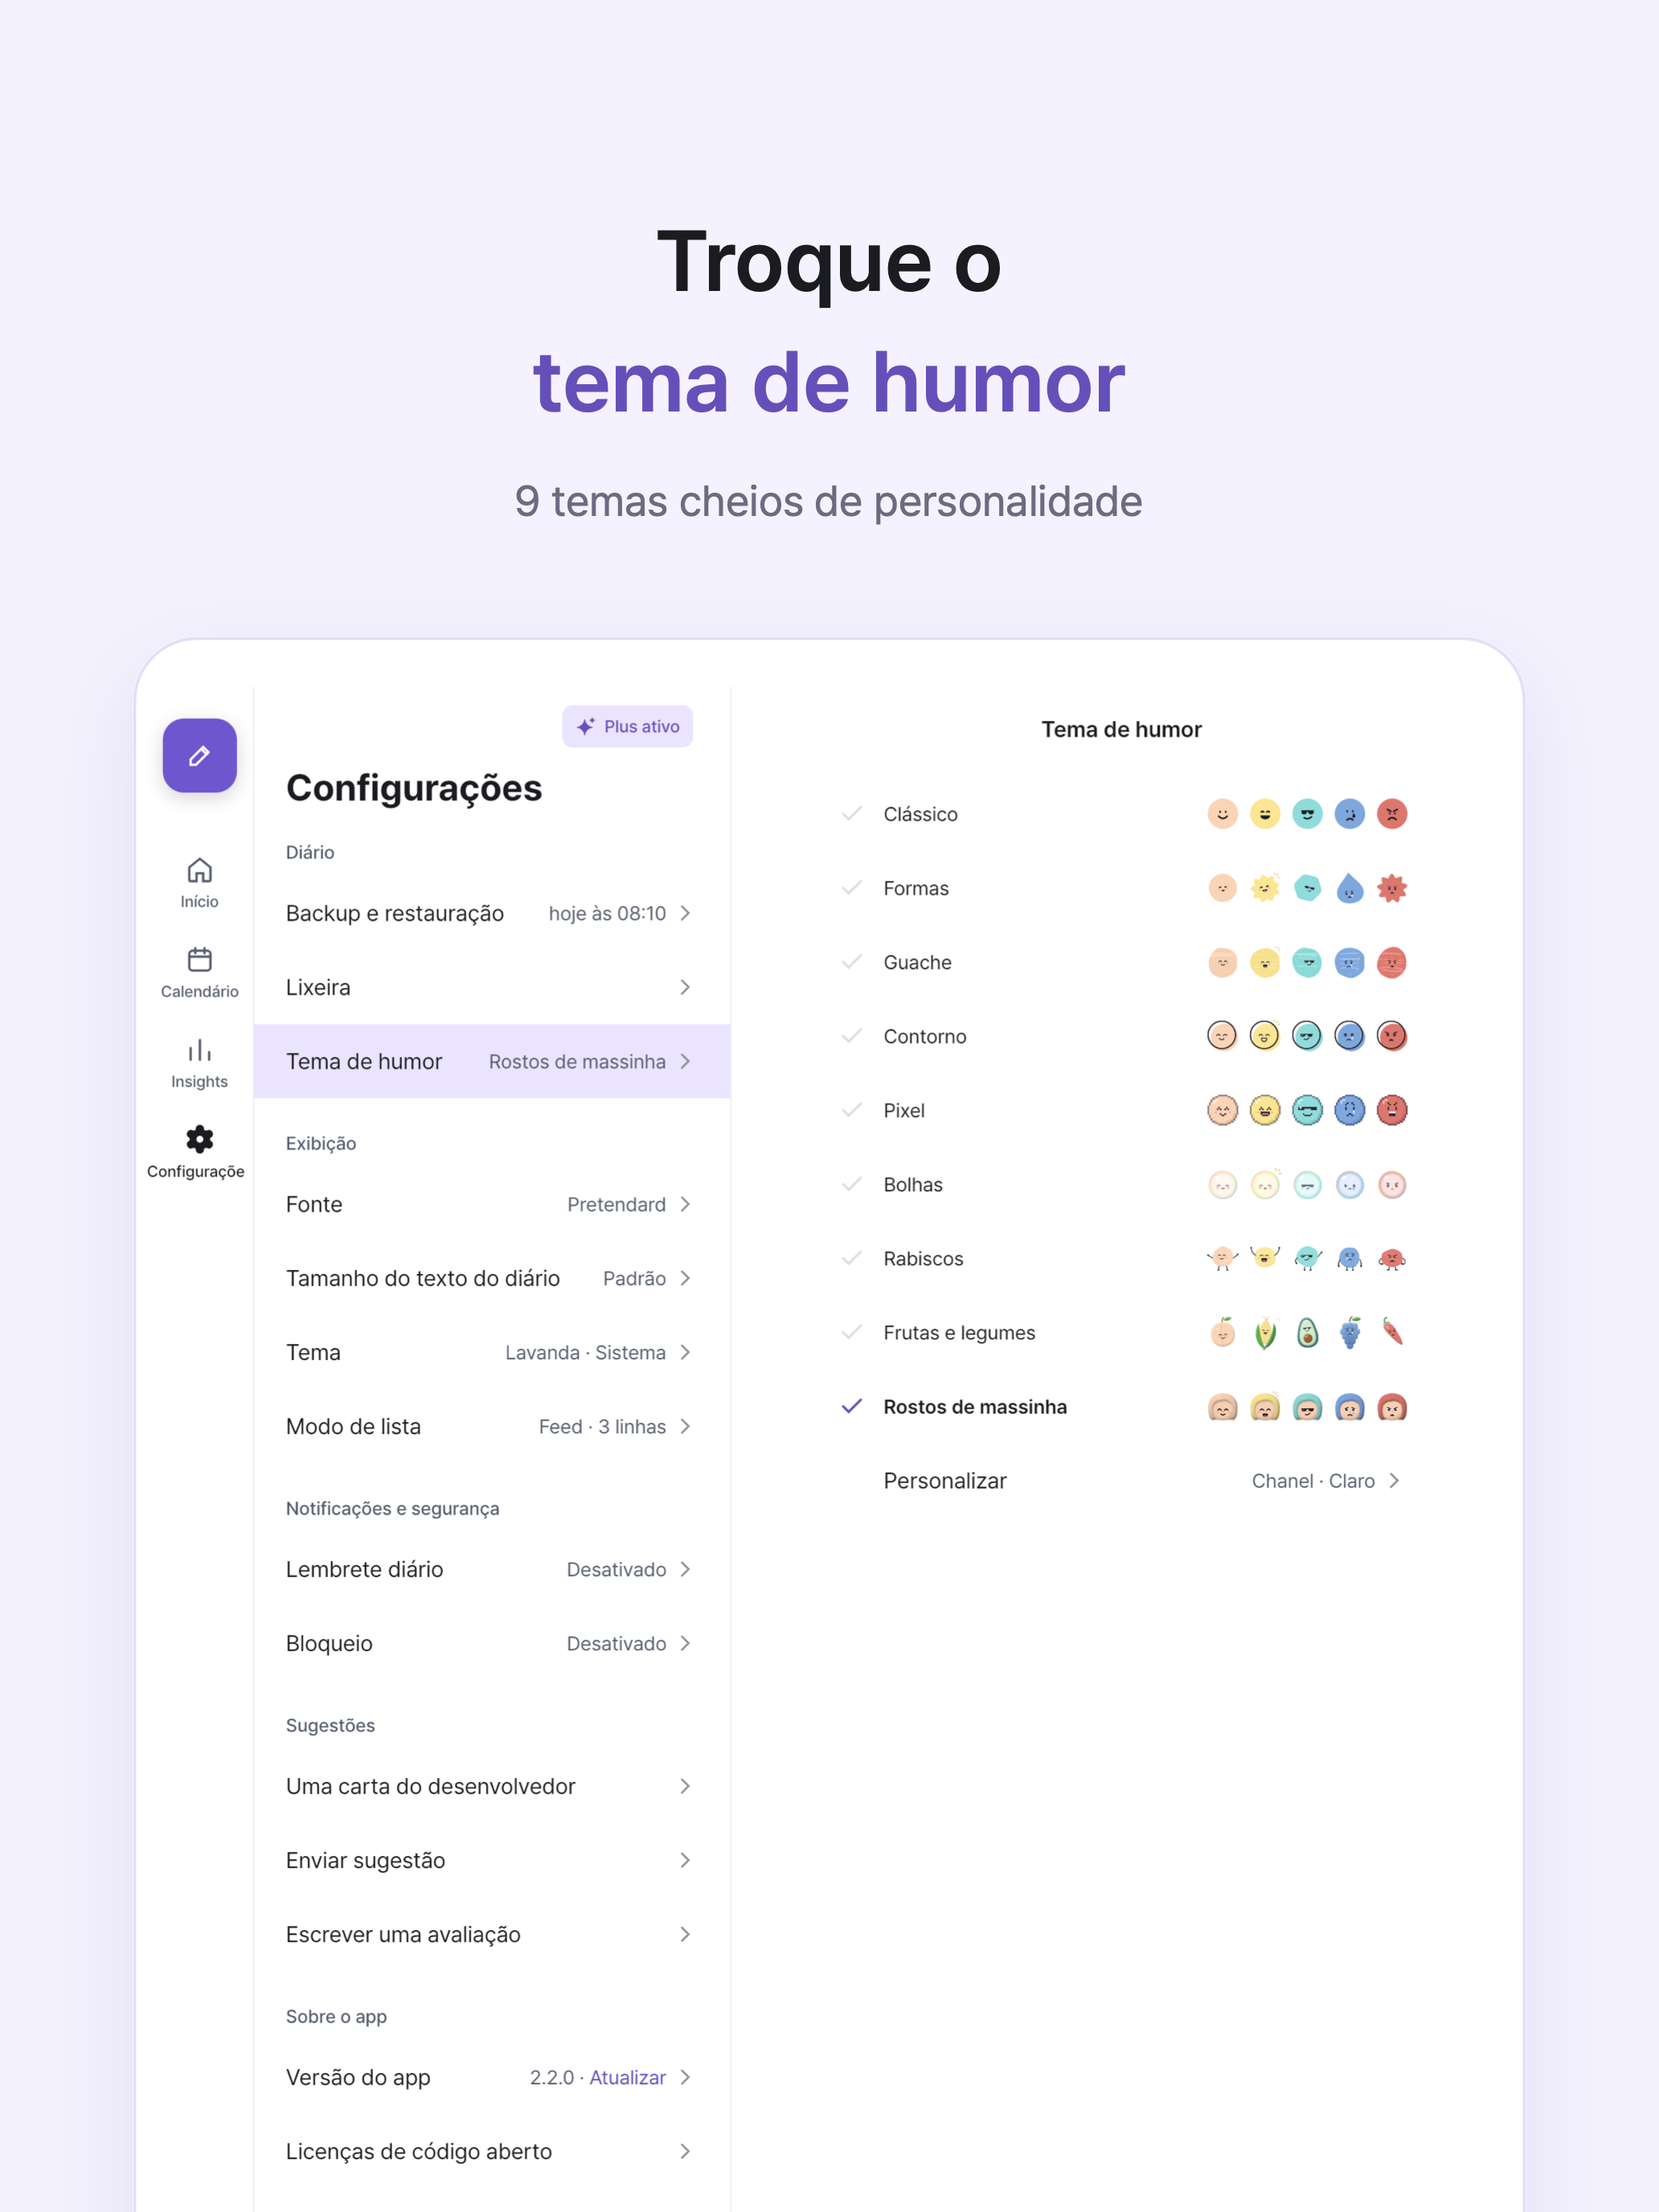 Troque o
tema de humor
9 temas cheios de personalidade
Início
Calendário
Insights
Configuraçõe
Plus ativo
Configurações
Diário
Backup e restauração hoje às 08:10
Lixeira
Tema de humor Rostos de massinha
Exibição
Fonte Pretendard
Tamanho do texto do diário Padrão
Tema Lavanda · Sistema
Modo de lista Feed · 3 linhas
Notificações e segurança
Lembrete diário Desativado
Bloqueio Desativado
Sugestões
Uma carta do desenvolvedor
Enviar sugestão
Escrever uma avaliação
Sobre o app
Versão do app 2.2.0 · Atualizar
Licenças de código aberto
Tema de humor
Clássico
Formas
Guache
Contorno
Pixel
Bolhas
Rabiscos
Frutas e legumes
Rostos de massinha
Personalizar Chanel · Claro